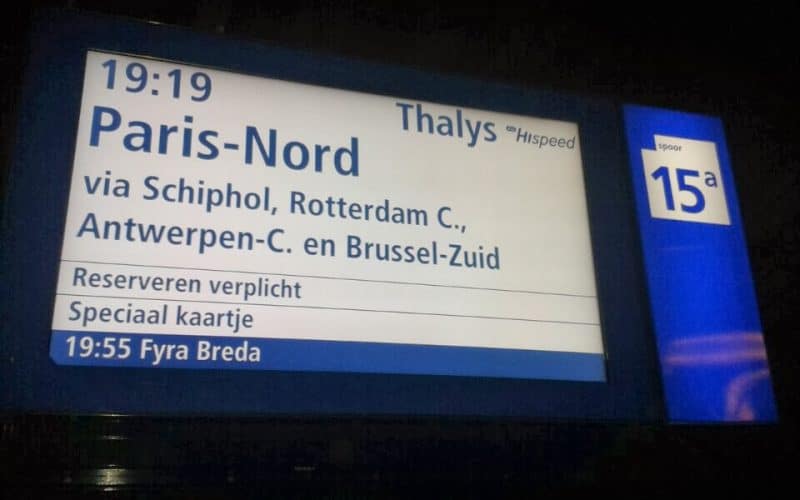 19:19
Thalys Hispeed
Paris-Nord
via Schiphol, Rotterdam C.,
Antwerpen-C. en Brussel-Zuid
Reserveren verplicht
Speciaal kaartje
19:55 Fyra Breda
spoor
15a